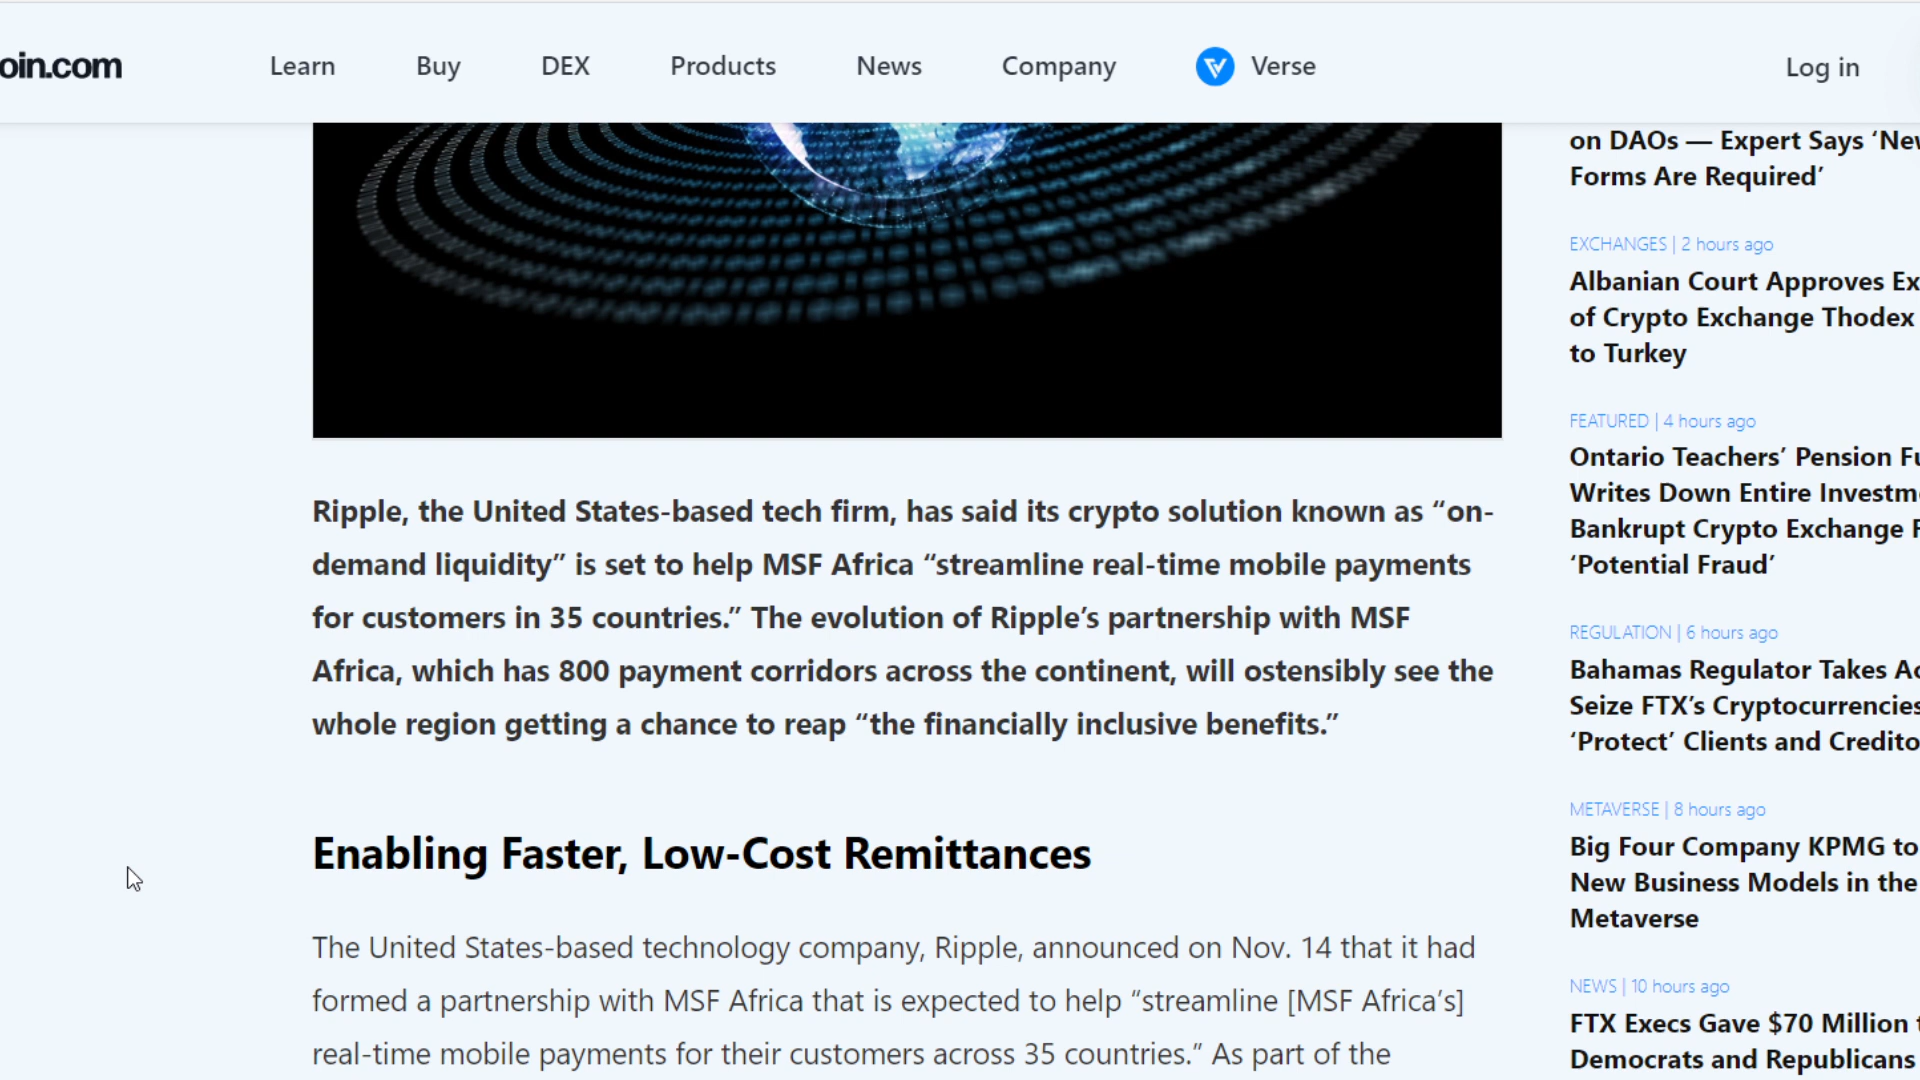 oin.com
Learn
Buy
DEX
Products
News
Company
Verse
Log in
Ripple, the United States-based tech firm, has said its crypto solution known as “on-
demand liquidity” is set to help MSF Africa “streamline real-time mobile payments
for customers in 35 countries.” The evolution of Ripple’s partnership with MSF
Africa, which has 800 payment corridors across the continent, will ostensibly see the
whole region getting a chance to reap “the financially inclusive benefits.”
Enabling Faster, Low-Cost Remittances
The United States-based technology company, Ripple, announced on Nov. 14 that it had
formed a partnership with MSF Africa that is expected to help “streamline [MSF Africa’s]
real-time mobile payments for their customers across 35 countries.” As part of the
on DAOs — Expert Says ‘New
Forms Are Required’
EXCHANGES | 2 hours ago
Albanian Court Approves Ex
of Crypto Exchange Thodex
to Turkey
FEATURED | 4 hours ago
Ontario Teachers’ Pension Fu
Writes Down Entire Investm
Bankrupt Crypto Exchange F
‘Potential Fraud’
REGULATION | 6 hours ago
Bahamas Regulator Takes Ac
Seize FTX’s Cryptocurrencies
‘Protect’ Clients and Credito
METAVERSE | 8 hours ago
Big Four Company KPMG to
New Business Models in the
Metaverse
NEWS | 10 hours ago
FTX Execs Gave $70 Million t
Democrats and Republicans